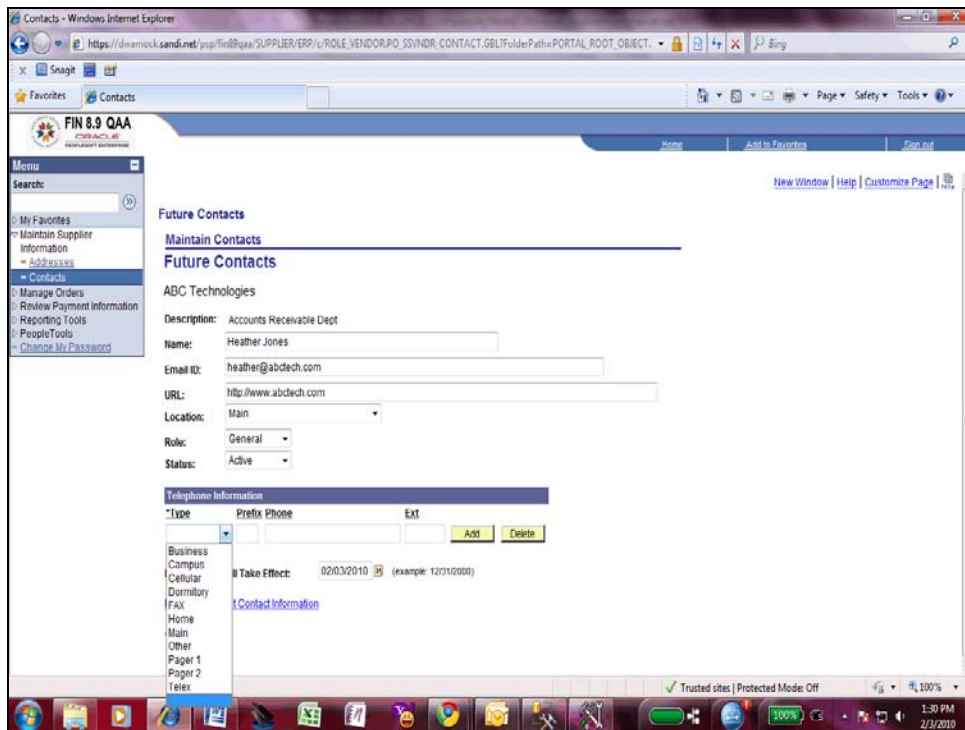 Contacts - Windows Internet Explorer
https://dwamock.sandi.net/psp/fin89qaa/SUPPLIER/ERP/c/ROLE_VENDOR.PO_SSVNDR_CONTACT.GBL?FolderPath=PORTAL_ROOT_OBJECT. Bing
x Snagit
Favorites Contacts Page Safety Tools
FIN 8.9 QAA
ORACLE
PEOPLESOFT ENTERPRISE
Home Add to Favorites Sign out
Menu
Search:
New Window | Help | Customize Page |
My Favorites
Maintain Supplier
Information
- Addresses
- Contacts
Manage Orders
Review Payment Information
Reporting Tools
PeopleTools
- Change My Password
Future Contacts
Maintain Contacts
Future Contacts
ABC Technologies
Description: Accounts Receivable Dept
Name: Heather Jones
Email ID: heather@abctech.com
URL: http://www.abctech.com
Location: Main
Role: General
Status: Active
Telephone Information
*Type Prefix Phone Ext
Add Delete
Business
Campus
Cellular
ll Take Effect: 02/03/2010 (example: 12/31/2000)
Dormitory
FAX
t Contact Information
Home
Main
Other
Pager 1
Pager 2
Telex
Trusted sites | Protected Mode: Off 100%
100%
1:30 PM
2/3/2010